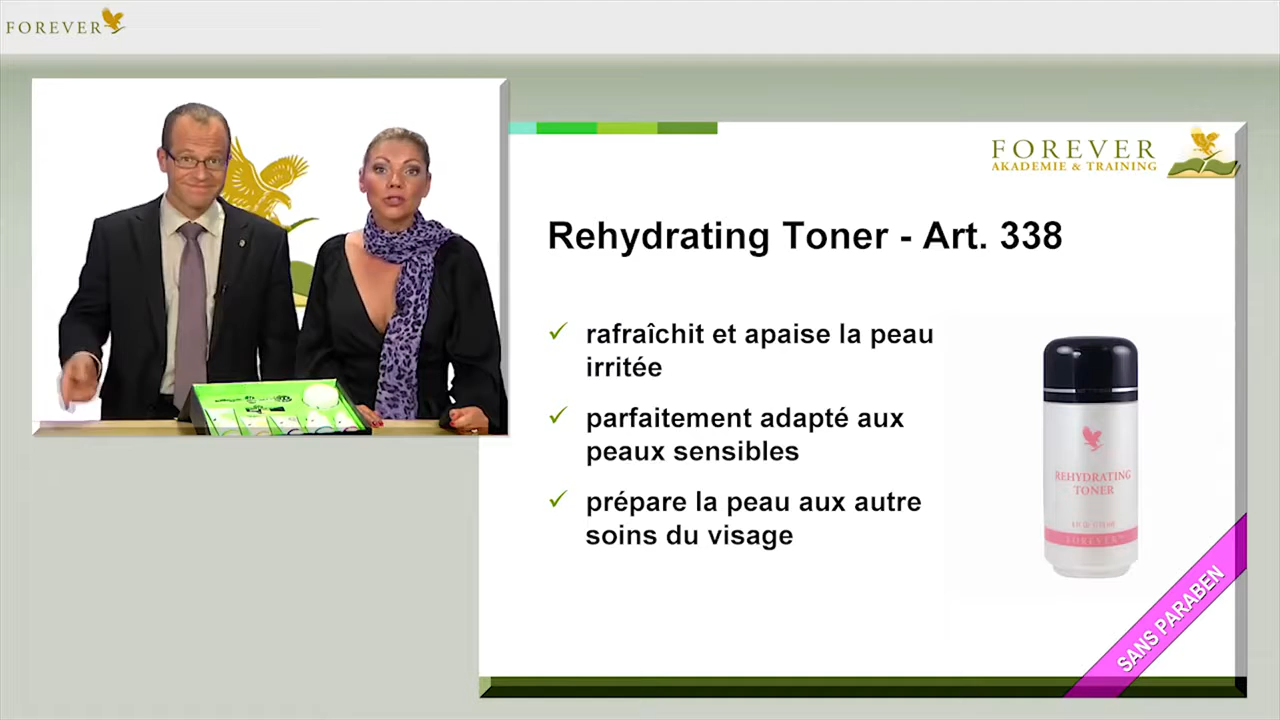 FOREVER
FOREVER
AKADEMIE & TRAINING
Rehydrating Toner - Art. 338
rafraîchit et apaise la peau
irritée
parfaitement adapté aux
peaux sensibles
prépare la peau aux autre
soins du visage
REHYDRATING
TONER
FOREVER
SANS PARABEN